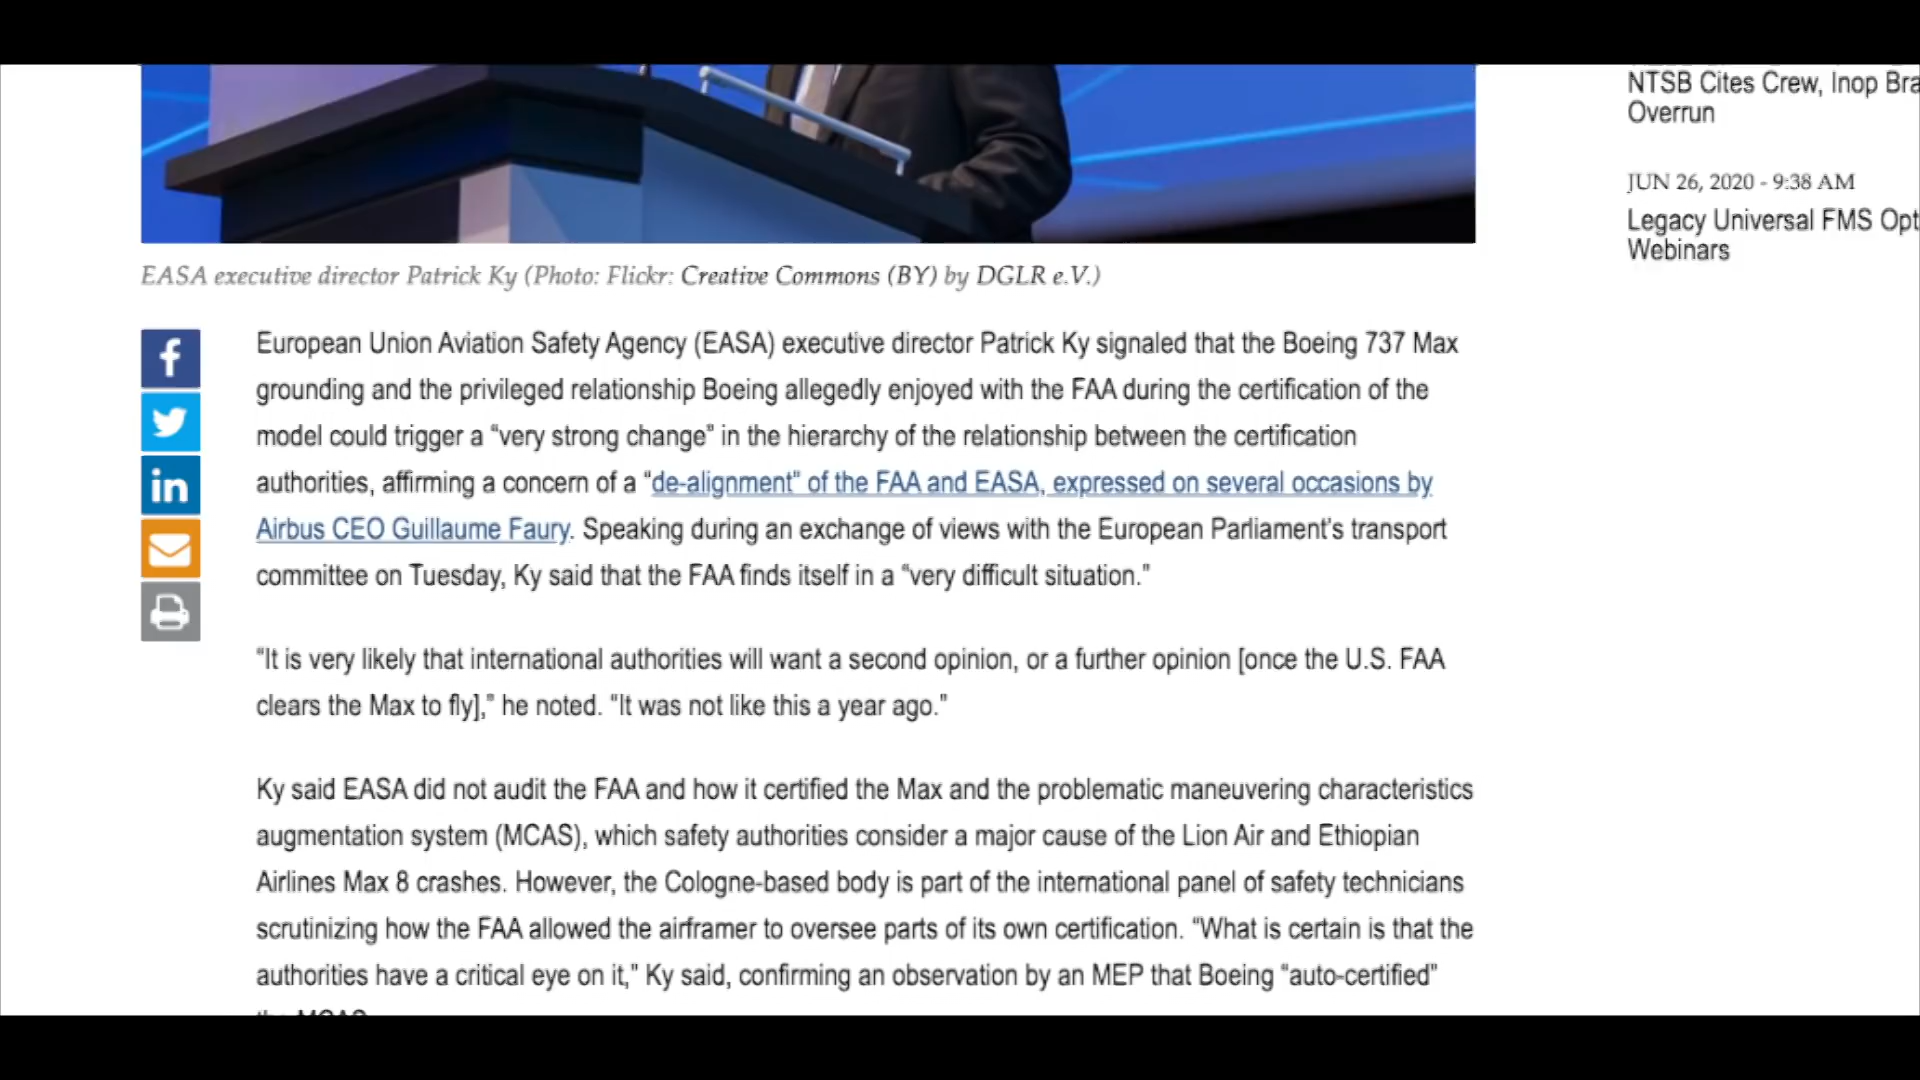 NTSB Cites Crew, Inop
Overrun
JUN 26, 2020 - 9:38 AM
Legacy Universal FMS
Webinars
EASA executive director Patrick Ky (Photo: Flickr: Creative Commons (BY) by DGLR e.V.)
European Union Aviation Safety Agency (EASA) executive director Patrick Ky signaled that the Boeing 737 Max
grounding and the privileged relationship Boeing allegedly enjoyed with the FAA during the certification of the
model could trigger a “very strong change” in the hierarchy of the relationship between the certification
authorities, affirming a concern of a “de-alignment” of the FAA and EASA, expressed on several occasions by
Airbus CEO Guillaume Faury. Speaking during an exchange of views with the European Parliament’s transport
committee on Tuesday, Ky said that the FAA finds itself in a “very difficult situation.”
“It is very likely that international authorities will want a second opinion, or a further opinion [once the U.S. FAA
clears the Max to fly],” he noted. “It was not like this a year ago.”
Ky said EASA did not audit the FAA and how it certified the Max and the problematic maneuvering characteristics
augmentation system (MCAS), which safety authorities consider a major cause of the Lion Air and Ethiopian
Airlines Max 8 crashes. However, the Cologne-based body is part of the international panel of safety technicians
scrutinizing how the FAA allowed the airframer to oversee parts of its own certification. “What is certain is that the
authorities have a critical eye on it,” Ky said, confirming an observation by an MEP that Boeing “auto-certified”